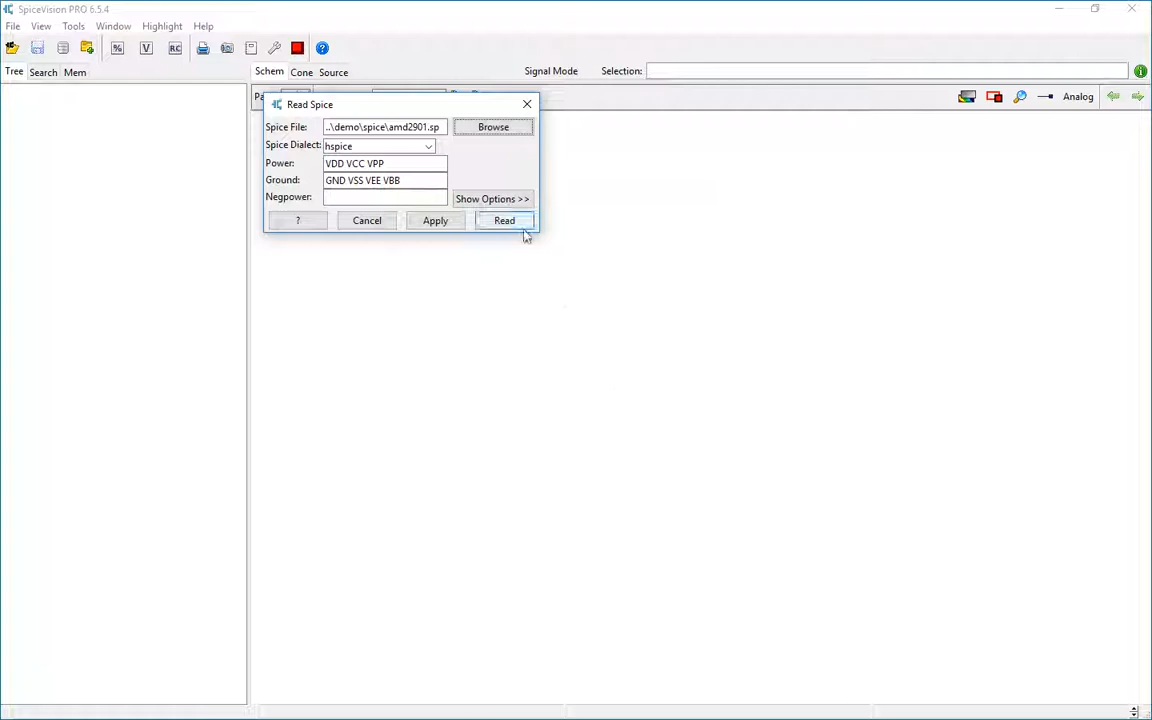 SpiceVision PRO 6.5.4
File View Tools Window Highlight Help
% V RC ?
Tree Search Mem Schem Cone Source Signal Mode Selection:
Analog
Read Spice
Spice File: ..\demo\spice\amd2901.sp Browse
Spice Dialect: hspice
Power: VDD VCC VPP
Ground: GND VSS VEE VBB
Negpower: Show Options >>
? Cancel Apply Read